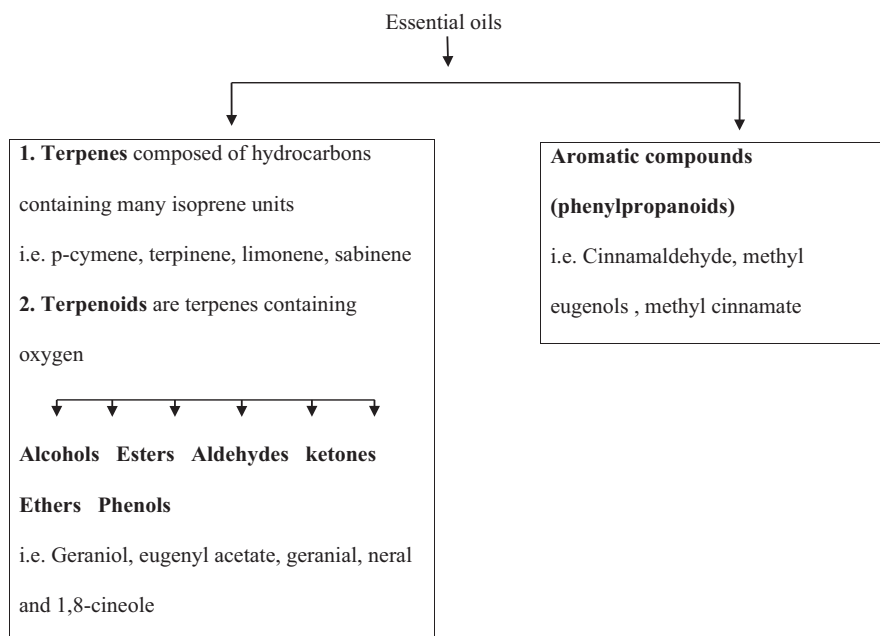 Essential oils
1. Terpenes composed of hydrocarbons
containing many isoprene units
i.e. p-cymene, terpinene, limonene, sabinene
2. Terpenoids are terpenes containing
oxygen
Alcohols Esters Aldehydes ketones
Ethers Phenols
i.e. Geraniol, eugenyl acetate, geranial, neral
and 1,8-cineole
Aromatic compounds
(phenylpropanoids)
i.e. Cinnamaldehyde, methyl
eugenols , methyl cinnamate